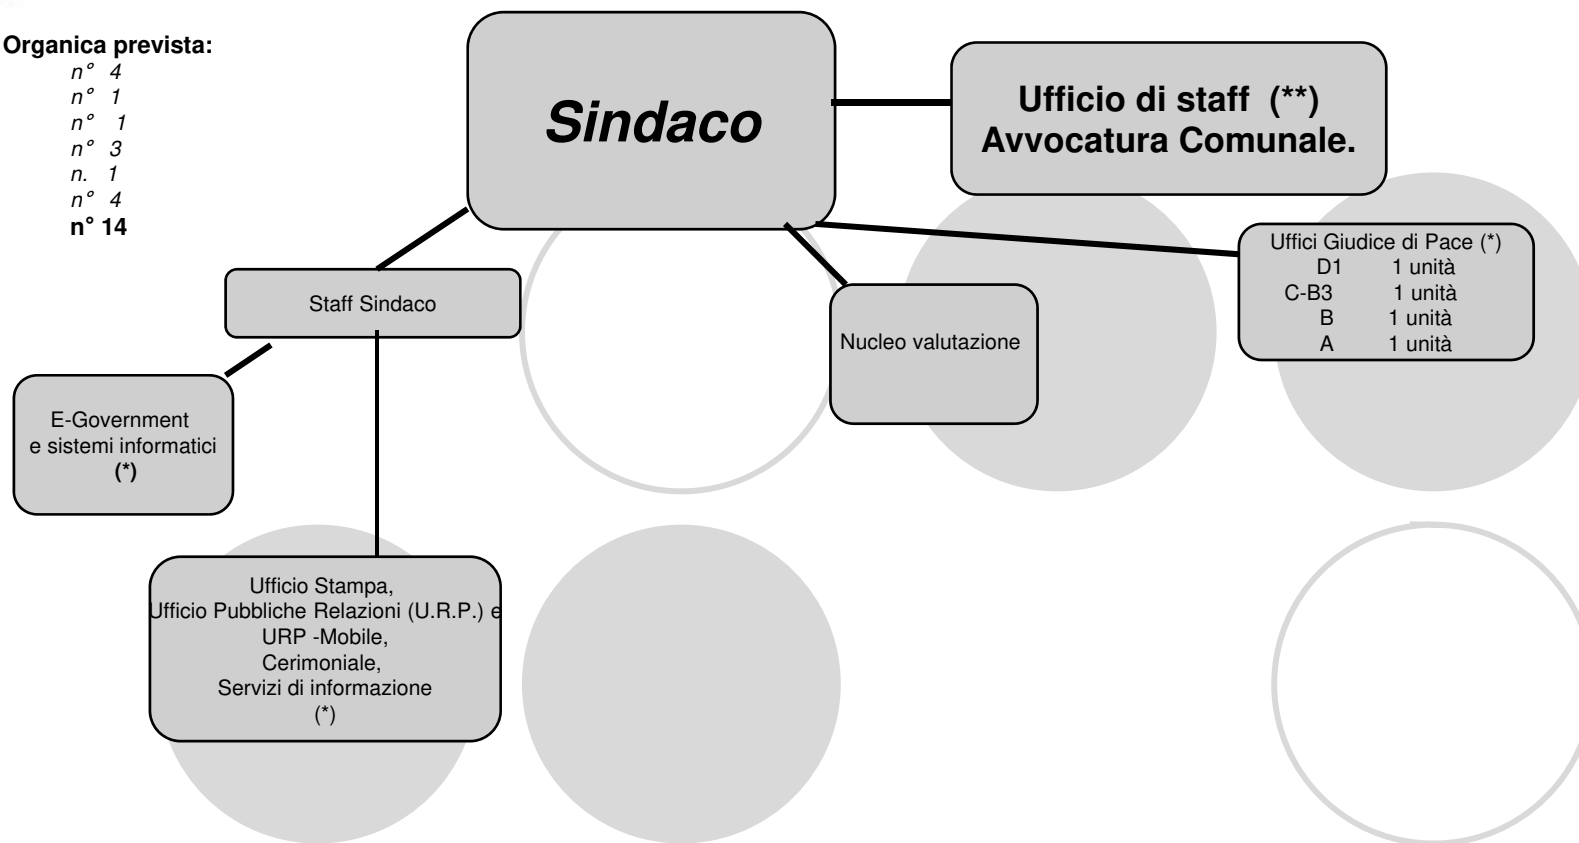 Organica prevista:
n° 4
n° 1
n° 1
n° 3
n. 1
n° 4
n° 14
Sindaco
Ufficio di staff (**)
Avvocatura Comunale.
Uffici Giudice di Pace (*)
D1 1 unità
C-B3 1 unità
B 1 unità
A 1 unità
Staff Sindaco
Nucleo valutazione
E-Government
e sistemi informatici
(*)
Ufficio Stampa,
Ufficio Pubbliche Relazioni (U.R.P.) e
URP -Mobile,
Cerimoniale,
Servizi di informazione
(*)